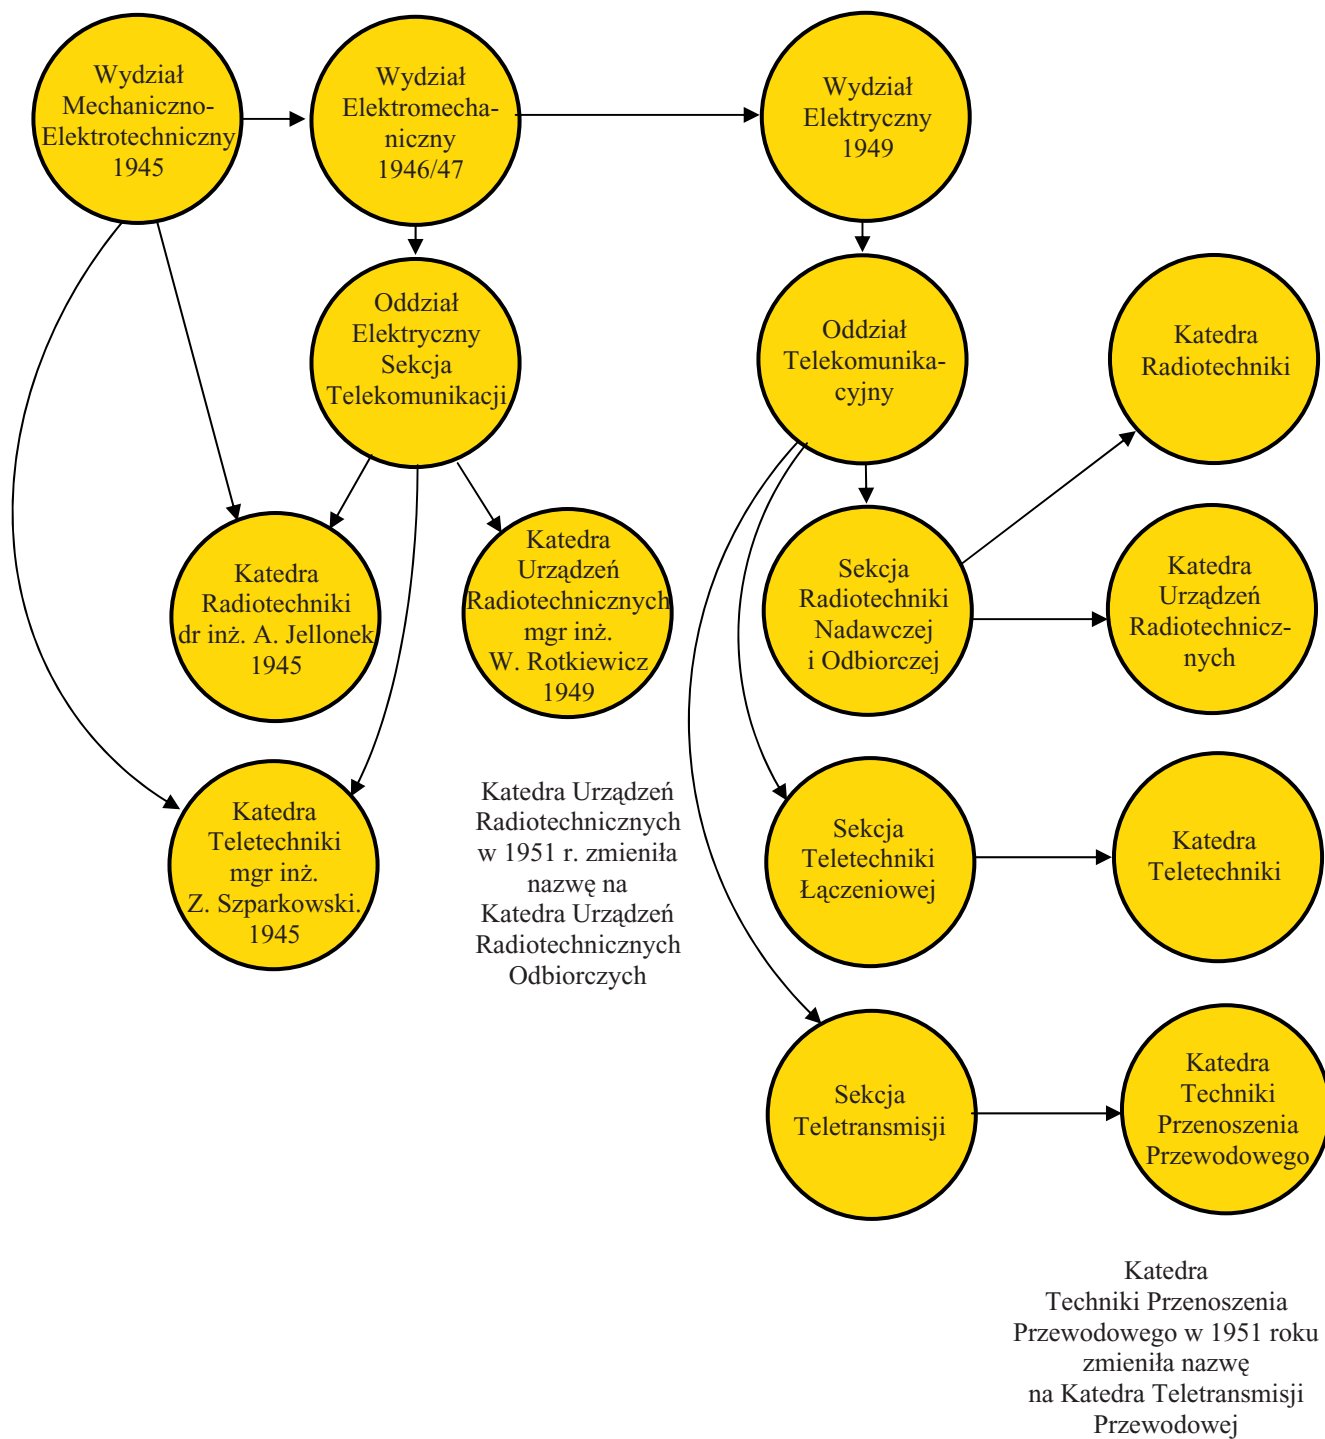 Wydział
Mechaniczno-
Elektrotechniczny
1945
Wydział
Elektromecha-
niczny
1946/47
Wydział
Elektryczny
1949
Oddział
Elektryczny
Sekcja
Telekomunikacji
Oddział
Telekomunika-
cyjny
Katedra
Radiotechniki
Katedra
Radiotechniki
dr inż. A. Jellonek
1945
Katedra
Urządzeń
Radiotechnicznych
mgr inż.
W. Rotkiewicz
1949
Sekcja
Radiotechniki
Nadawczej
i Odbiorczej
Katedra
Urządzeń
Radiotechnicz-
nych
Katedra
Teletechniki
mgr inż.
Z. Szparkowski.
1945
Katedra Urządzeń
Radiotechnicznych
w 1951 r. zmieniła
nazwę na
Katedra Urządzeń
Radiotechnicznych
Odbiorczych
Sekcja
Teletechniki
Łączeniowej
Katedra
Teletechniki
Sekcja
Teletransmisji
Katedra
Techniki
Przenoszenia
Przewodowego
Katedra
Techniki Przenoszenia
Przewodowego w 1951 roku
zmieniła nazwę
na Katedra Teletransmisji
Przewodowej